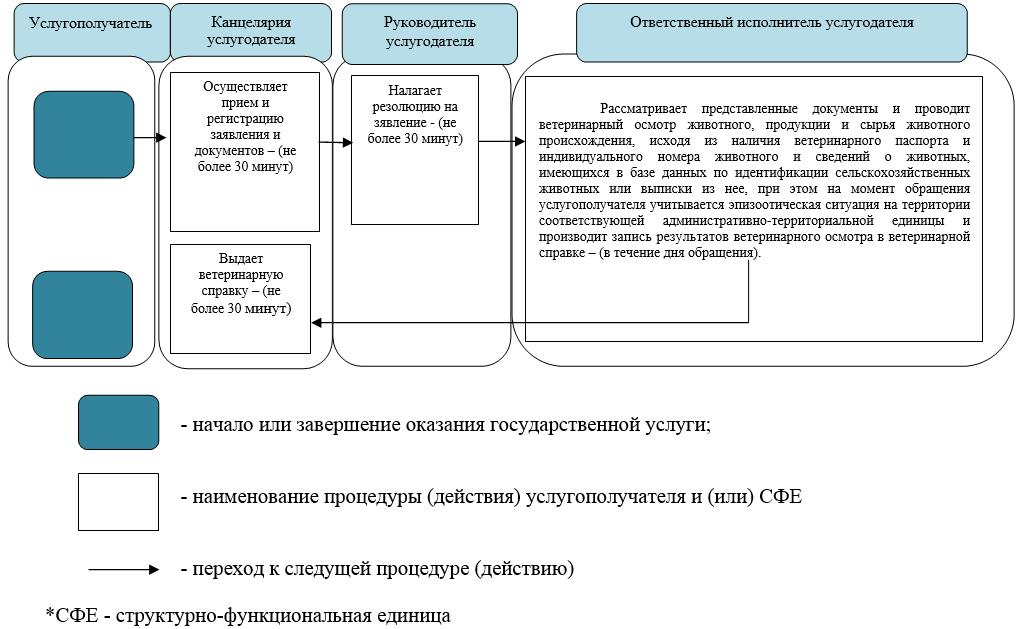 Услугополучатель
Канцелярия
услугодателя
Руководитель
услугодателя
Ответственный исполнитель услугодателя
Осуществляет
прием и
регистрацию
заявления и
документов – (не
более 30 минут)
Налагает
резолюцию на
зявление - (не
более 30 минут)
Рассматривает представленные документы и проводит
ветеринарный осмотр животного, продукции и сырья животного
происхождения, исходя из наличия ветеринарного паспорта и
индивидуального номера животного и сведений о животных,
имеющихся в базе данных по идентификации сельскохозяйственных
животных или выписки из нее, при этом на момент обращения
услугополучателя учитывается эпизоотическая ситуация на территории
соответствующей административно-территориальной единицы и
производит запись результатов ветеринарного осмотра в ветеринарной
справке – (в течение дня обращения).
Выдает
ветеринарную
справку – (не
более 30 минут)
- начало или завершение оказания государственной услуги;
- наименование процедуры (действия) услугополучателя и (или) СФЕ
- переход к следущей процедуре (действию)
*СФЕ - структурно-функциональная единица